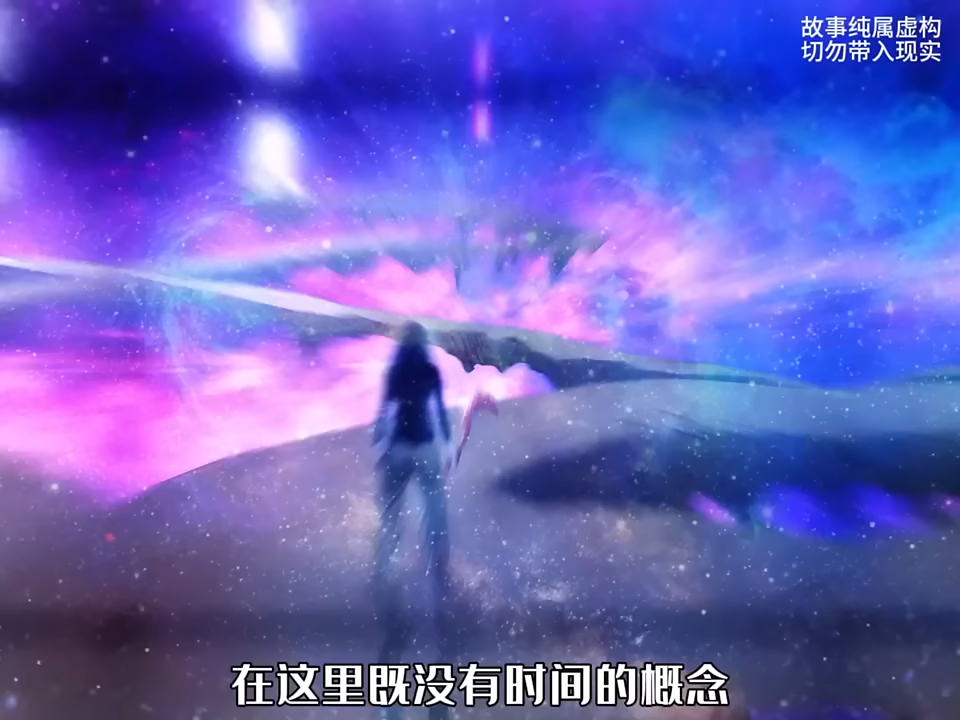 故事纯属虚构
切勿带入现实
在这里既没有时间的概念